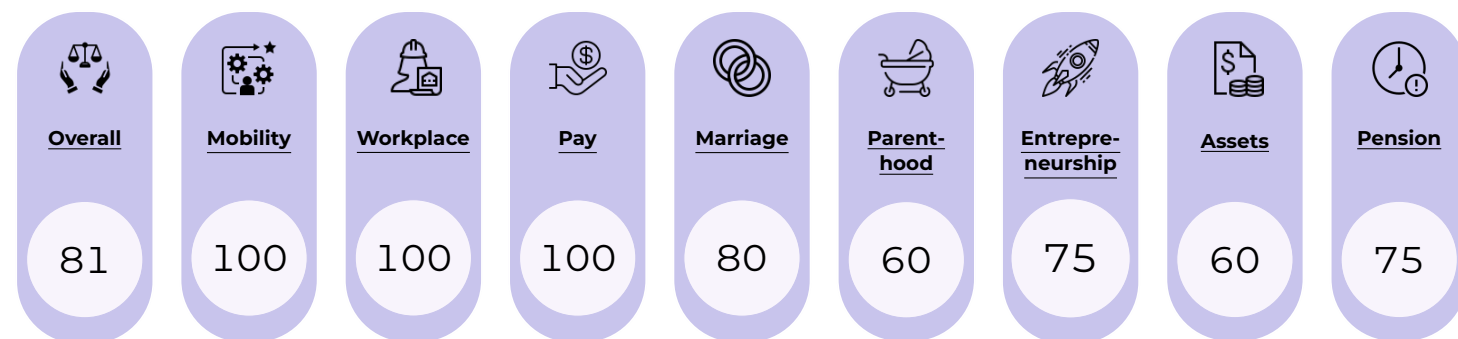 Overall
Mobility
Workplace
Pay
Marriage
Parent-
hood
Entrepre-
neurship
Assets
Pension
81
100
100
100
80
60
75
60
75